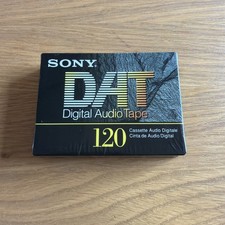 SONY
DAT
Digital Audio Tape
120
Cassette Audio Digitale
Cinta de Audio Digital